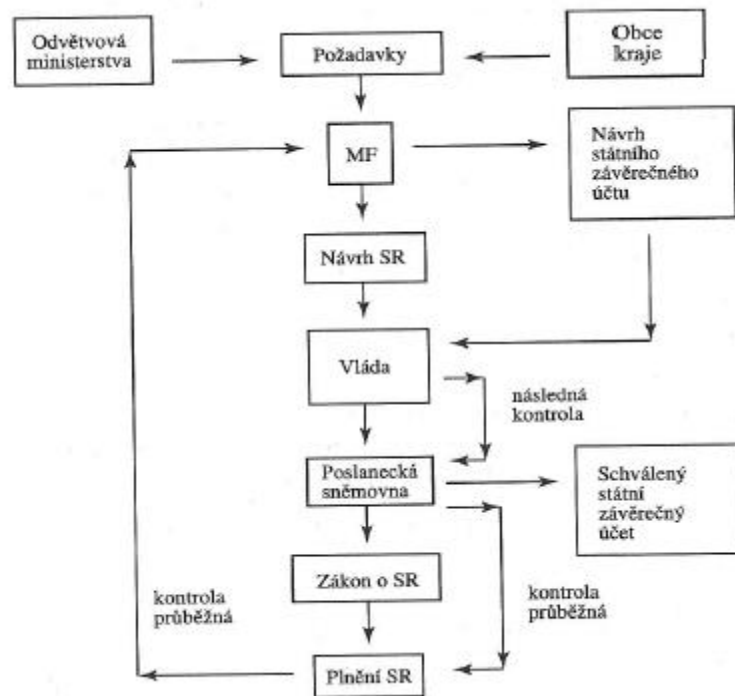 Odvětvová
ministerstva
Požadavky
Obce
kraje
MF
Návrh
státního
závěrečného
účtu
Návrh SR
Vláda
následná
kontrola
Poslanecká
sněmovna
Schválený
státní
závěrečný
účet
Zákon o SR
kontrola
průběžná
kontrola
průběžná
Plnění SR